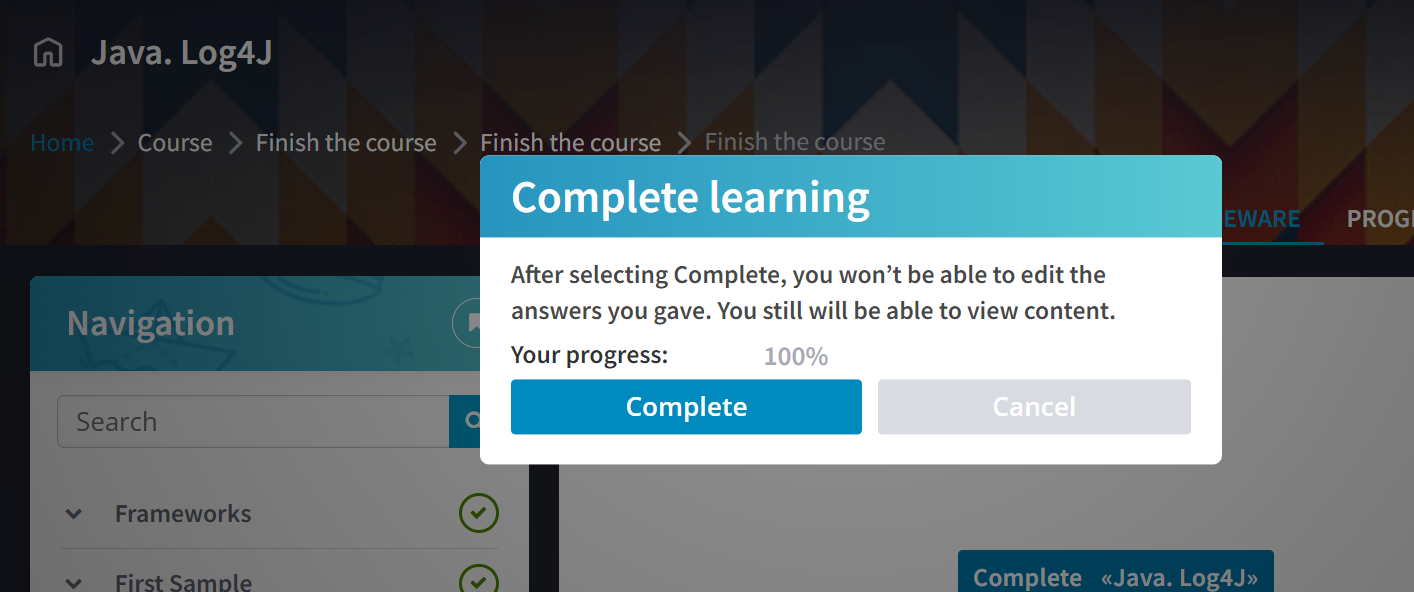 Java. Log4J
Home Course Finish the course Finish the course Finish the course
Complete learning
EWARE PROG
After selecting Complete, you won’t be able to edit the
answers you gave. You still will be able to view content.
Your progress: 100%
Complete Cancel
Navigation
Search
Frameworks
First Sample
Complete «Java. Log4J»